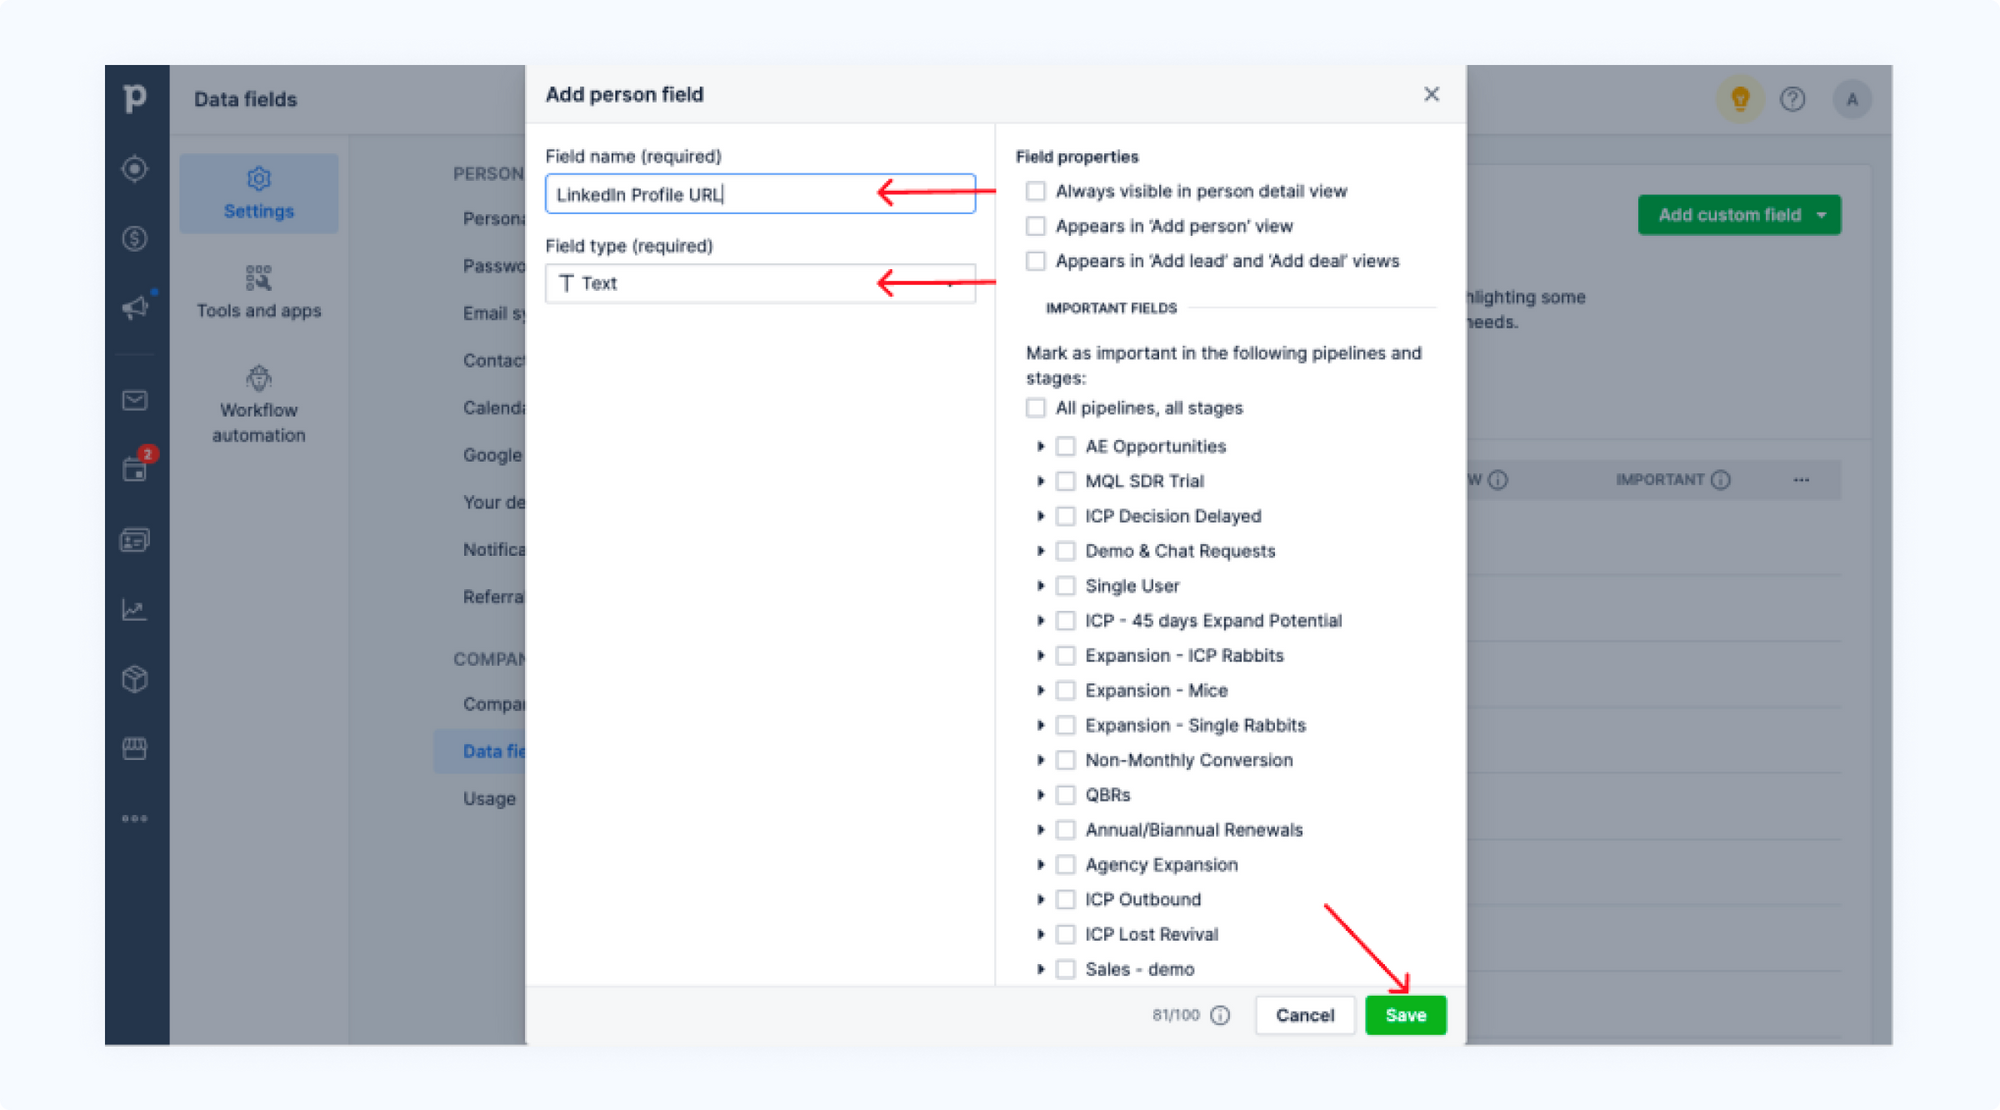 Data fields
Add person field
A
Settings
Tools and apps
Workflow
automation
PERSON
Persona
Passwo
Email sy
Contac
Calenda
Google
Your de
Notifica
Referra
COMPAN
Compa
Data fie
Usage
2
Field name (required)
LinkedIn Profile URL
Field type (required)
T Text
Field properties
Always visible in person detail view
Appears in ‘Add person’ view
Appears in ‘Add lead’ and ‘Add deal’ views
IMPORTANT FIELDS
Mark as important in the following pipelines and
stages:
All pipelines, all stages
AE Opportunities
MQL SDR Trial
ICP Decision Delayed
Demo & Chat Requests
Single User
ICP - 45 days Expand Potential
Expansion - ICP Rabbits
Expansion - Mice
Expansion - Single Rabbits
Non-Monthly Conversion
QBRs
Annual/Biannual Renewals
Agency Expansion
ICP Outbound
ICP Lost Revival
Sales - demo
81/100
Cancel
Save
Add custom field
hlighting some
needs.
W
IMPORTANT